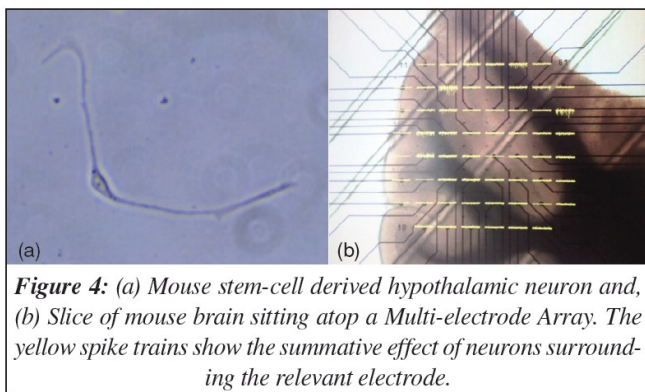 (a)
(b)
Figure 4: (a) Mouse stem-cell derived hypothalamic neuron and,
(b) Slice of mouse brain sitting atop a Multi-electrode Array. The
yellow spike trains show the summative effect of neurons surround-
ing the relevant electrode.